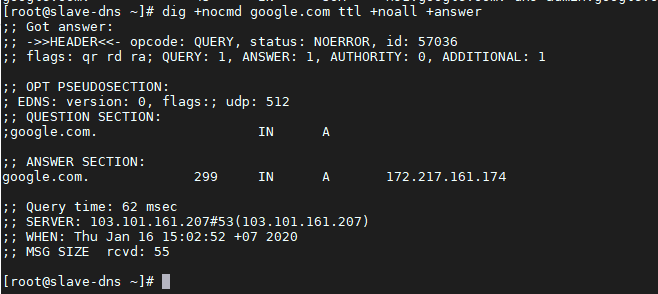 [root@slave-dns ~]# dig +nocmd google.com ttl +noall +answer
;; Got answer:
;; ->>HEADER<<- opcode: QUERY, status: NOERROR, id: 57036
;; flags: qr rd ra; QUERY: 1, ANSWER: 1, AUTHORITY: 0, ADDITIONAL: 1

;; OPT PSEUDOSECTION:
; EDNS: version: 0, flags:; udp: 512
;; QUESTION SECTION:
;google.com. IN A

;; ANSWER SECTION:
google.com. 299 IN A 172.217.161.174

;; Query time: 62 msec
;; SERVER: 103.101.161.207#53(103.101.161.207)
;; WHEN: Thu Jan 16 15:02:52 +07 2020
;; MSG SIZE rcvd: 55

[root@slave-dns ~]#